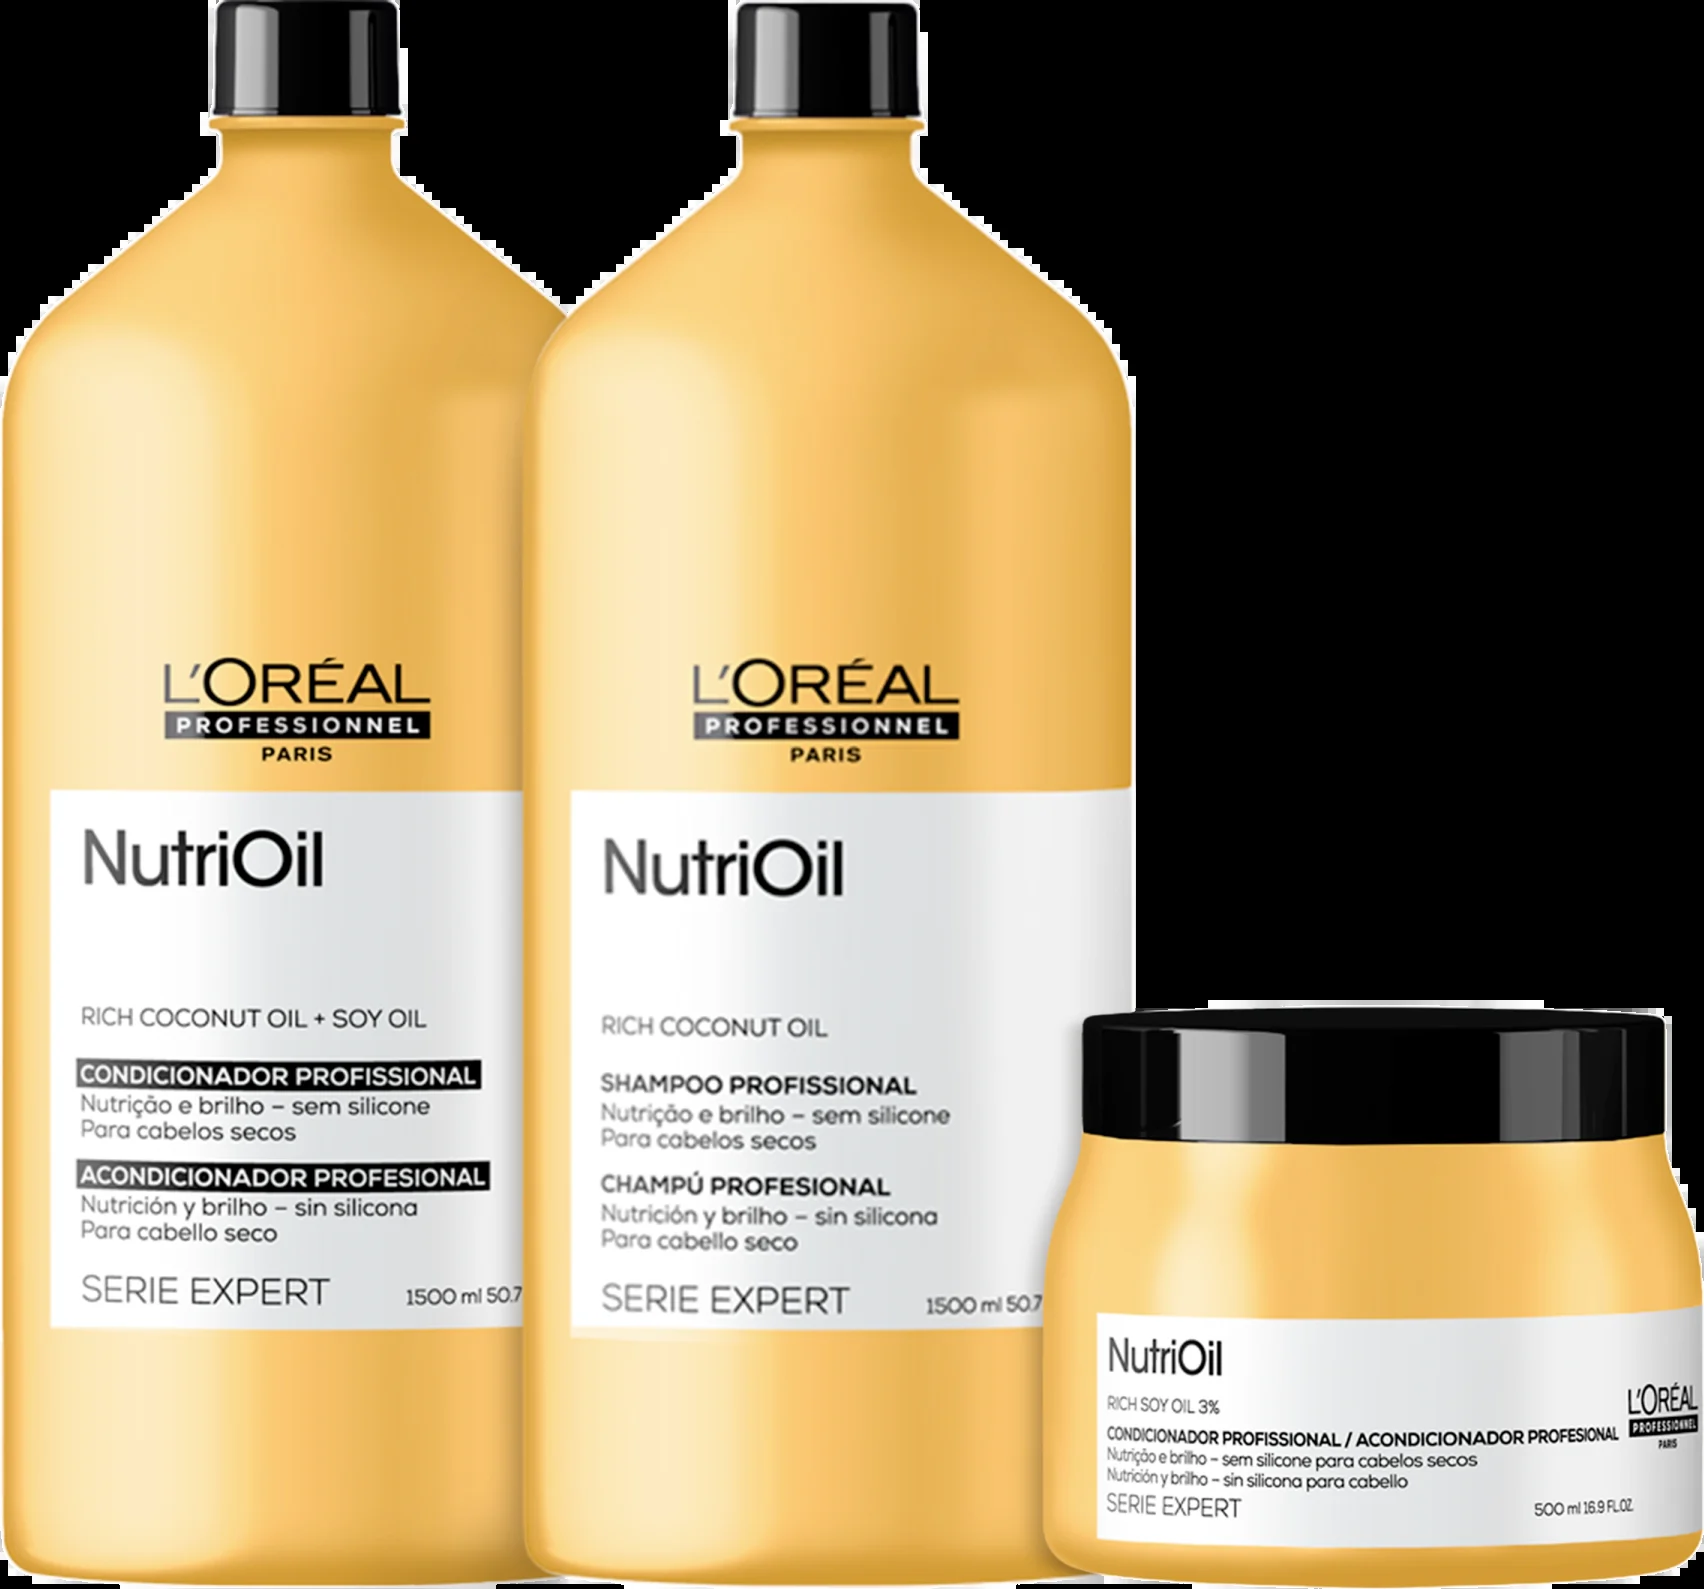 L'ORÉAL
PROFESSIONNEL
PARIS
NutriOil
RICH COCONUT OIL + SOY OIL
CONDICIONADOR PROFISSIONAL
Nutrição e brilho – sem silicone
Para cabelos secos
ACONDICIONADOR PROFESIONAL
Nutrición y brilho – sin silicona
Para cabello seco
SERIE EXPERT
1500 ml 50.7
L'ORÉAL
PROFESSIONNEL
PARIS
NutriOil
RICH COCONUT OIL
SHAMPOO PROFISSIONAL
Nutrição e brilho – sem silicone
Para cabelos secos
CHAMPÚ PROFESIONAL
Nutrición y brilho – sin silicona
Para cabello seco
SERIE EXPERT
1500 ml 50.7
NutriOil
RICH SOY OIL 3%
CONDICIONADOR PROFISSIONAL / ACONDICIONADOR PROFESIONAL
Nutrição e brilho – sem silicone para cabelos secos
Nutrición y brilho – sin silicona para cabello
SERIE EXPERT
500 ml 16.9 FL.OZ.
L'ORÉAL
PROFESSIONNEL
PARIS